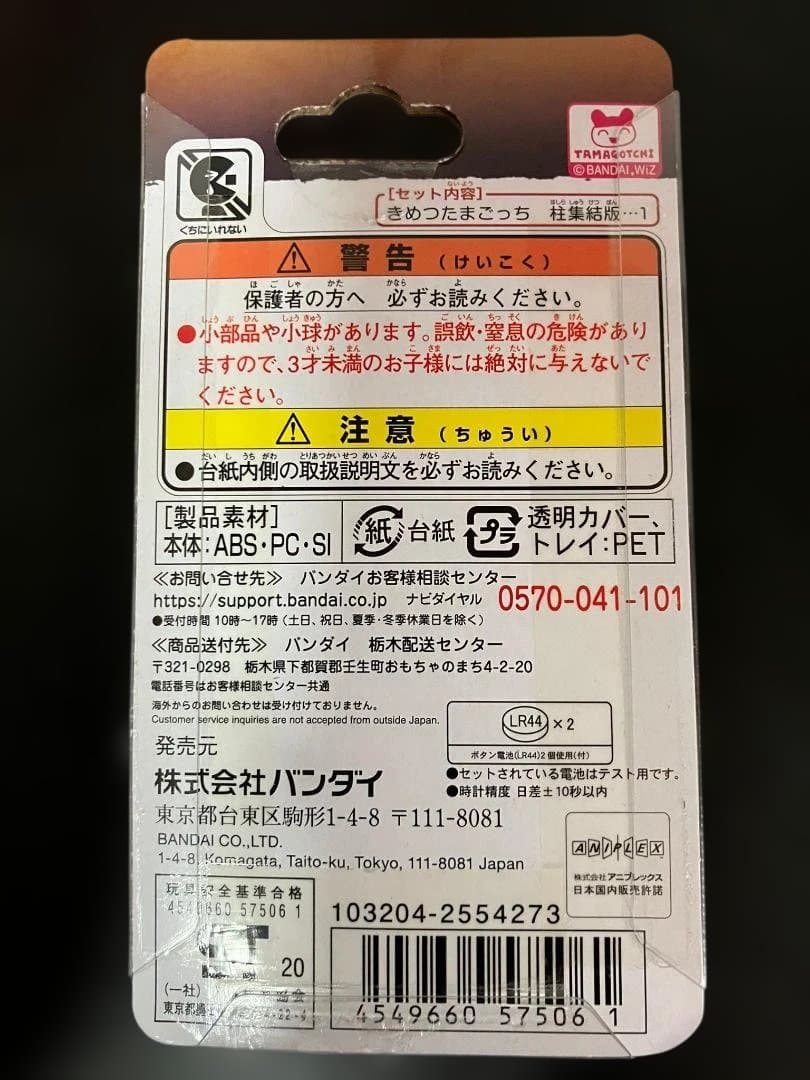 TAMAGOTCHI
©BANDAI,WiZ
くちにいれない
[セット内容]
きめつたまごっち 柱集結版…1
警告 (けいこく)
保護者の方へ 必ずお読みください。
●小部品や小球があります。誤飲・窒息の危険があり
ますので、3才未満のお子様には絶対に与えないで
ください。
注意 (ちゅうい)
●台紙内側の取扱説明文を必ずお読みください。
[製品素材]
本体:ABS・PC・SI
紙 台紙
プラ 透明カバー、
トレイ:PET
≪お問い合せ先≫ バンダイお客様相談センター
https://support.bandai.co.jp ナビダイヤル 0570-041-101
●受付時間 10時〜17時(土日、祝日、夏季・冬季休業日を除く)
≪商品送付先≫ バンダイ 栃木配送センター
〒321-0298 栃木県下都賀郡壬生町おもちゃのまち4-2-20
電話番号はお客様相談センター共通
海外からのお問い合わせは受け付けておりません。
Customer service inquiries are not accepted from outside Japan.
LR44 ×2
ボタン電池(LR44)2個使用(付)
●セットされている電池はテスト用です。
●時計精度 日差±10秒以内
発売元
株式会社バンダイ
東京都台東区駒形1-4-8 〒111-8081
BANDAI CO.,LTD.
1-4-8, Komagata, Taito-ku, Tokyo, 111-8081 Japan
ANIPLEX
株式会社アニプレックス
日本国内販売許諾
玩具安全基準合格
4549660 57506 1
ST
20
(一社)
東京都
103204-2554273
4549660 575061